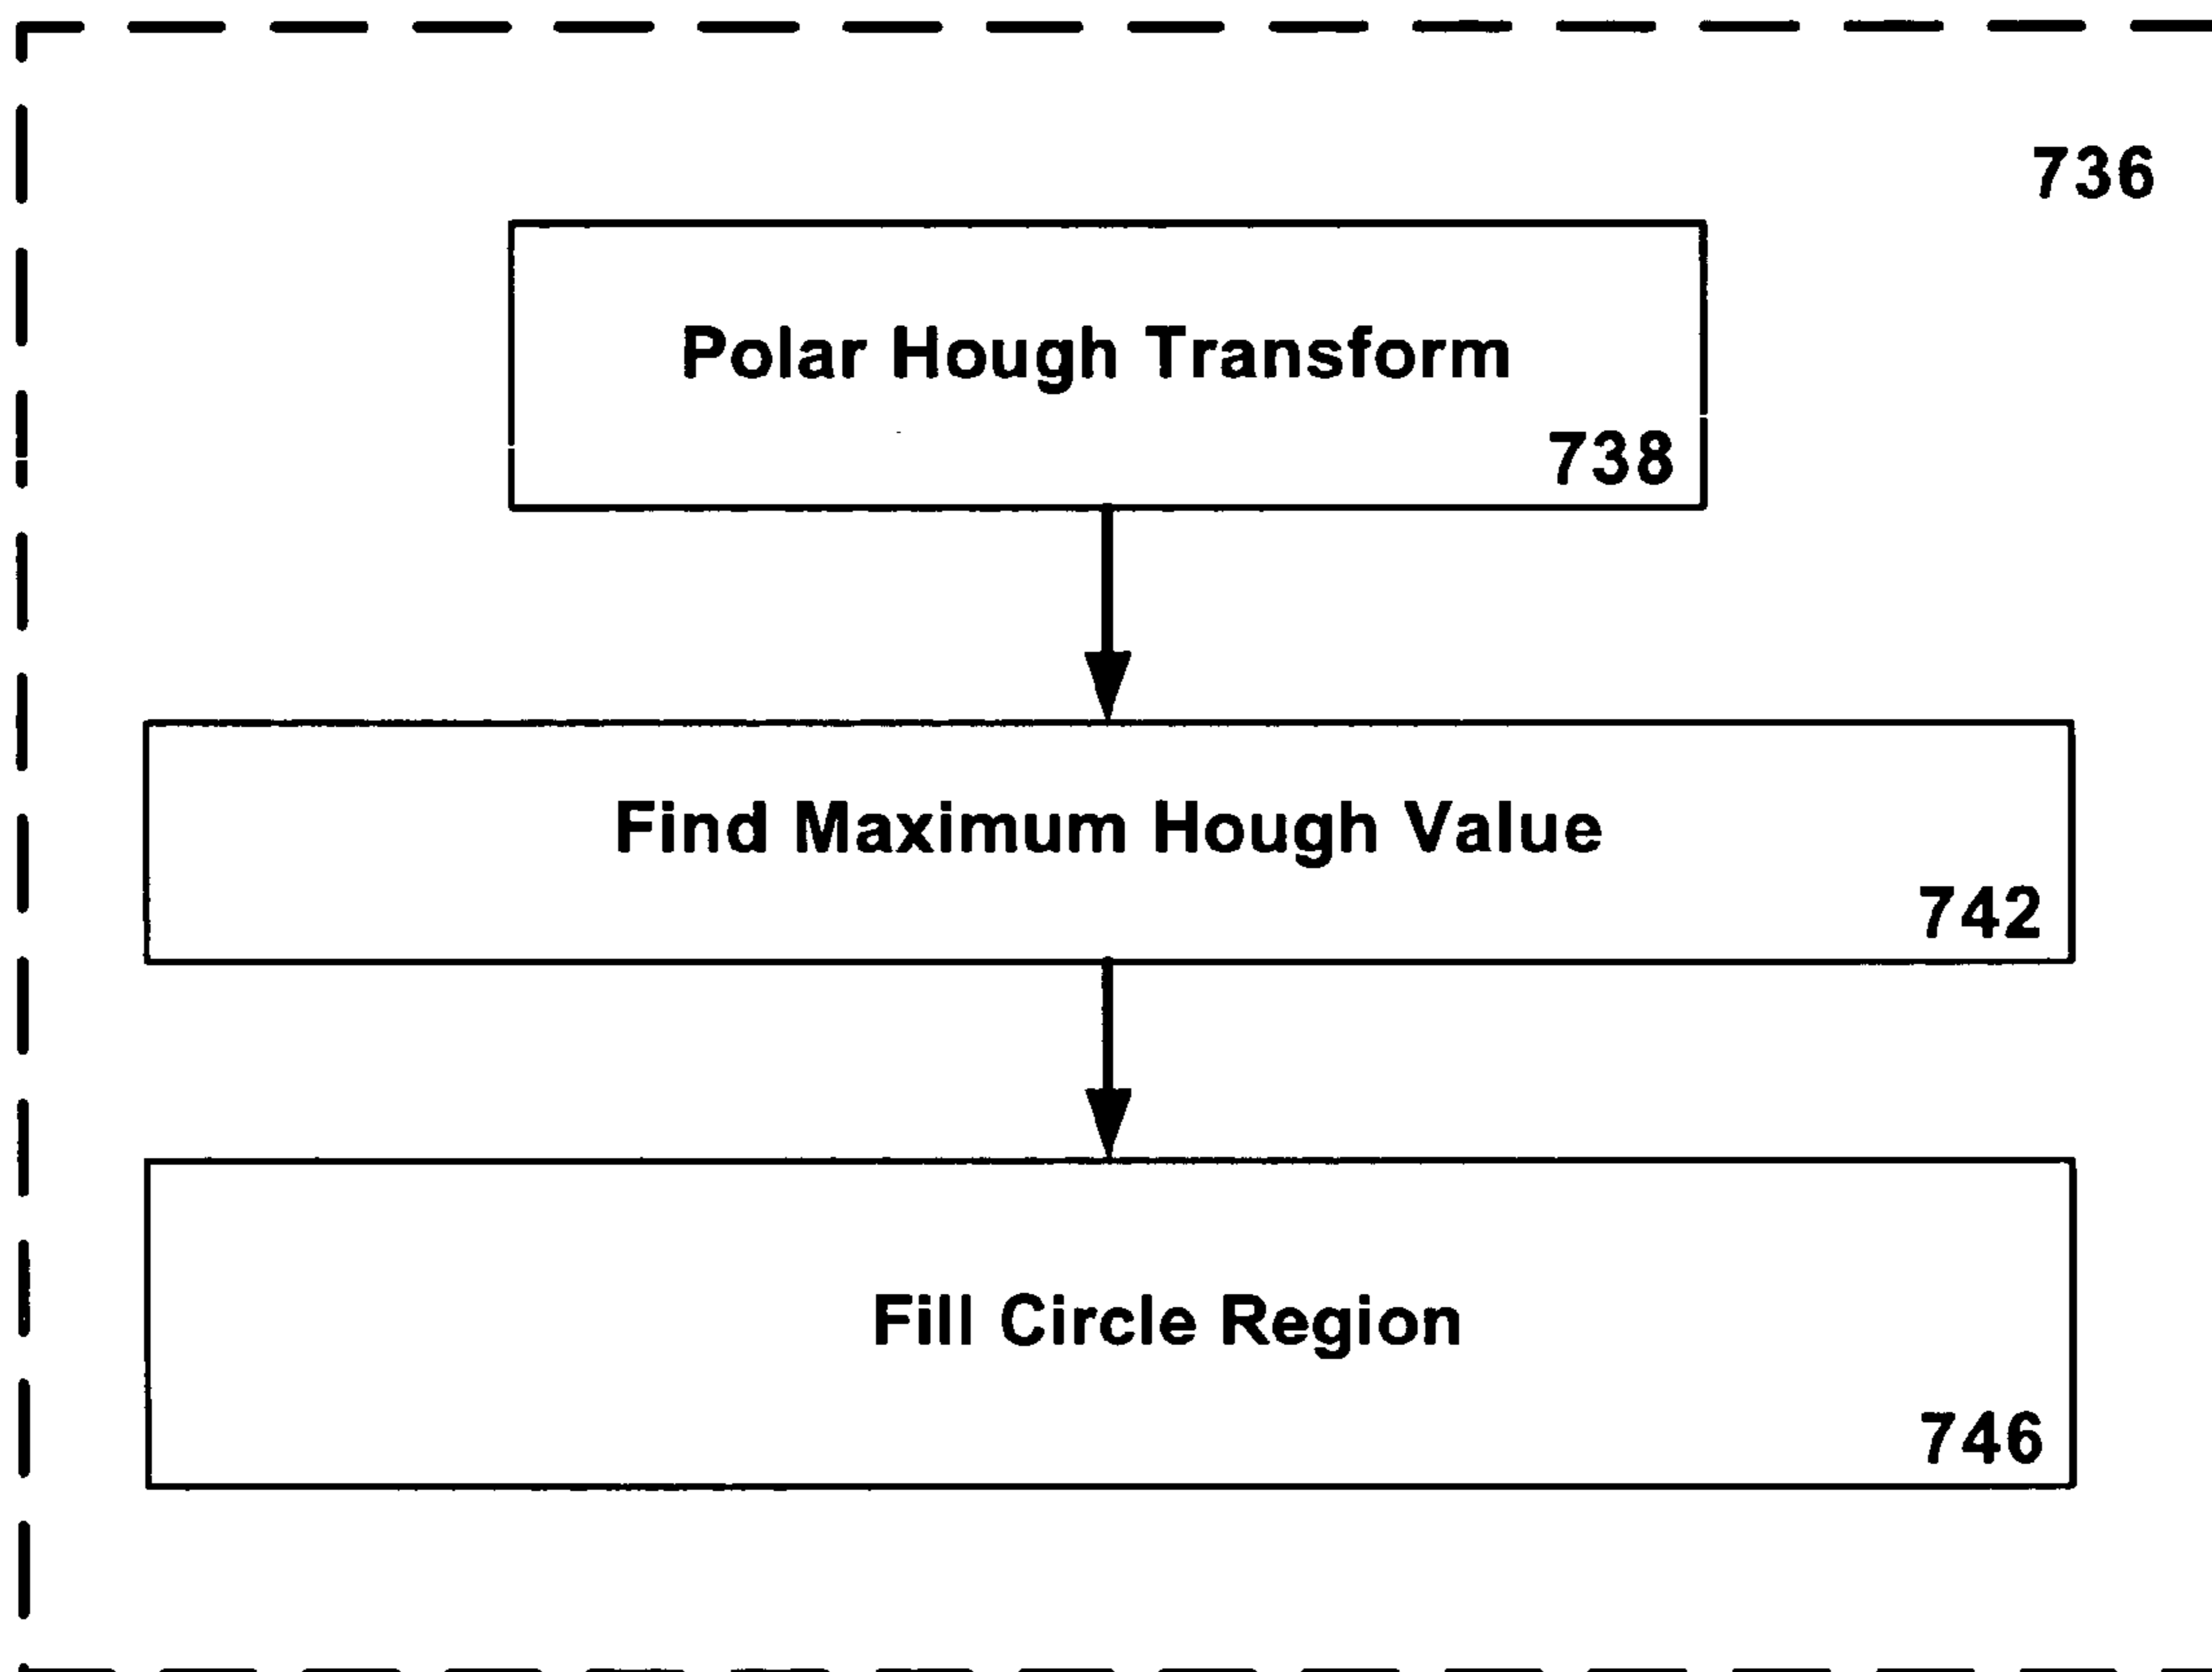 736
Polar Hough Transform
738
Find Maximum Hough Value
742
Fill Circle Region
746